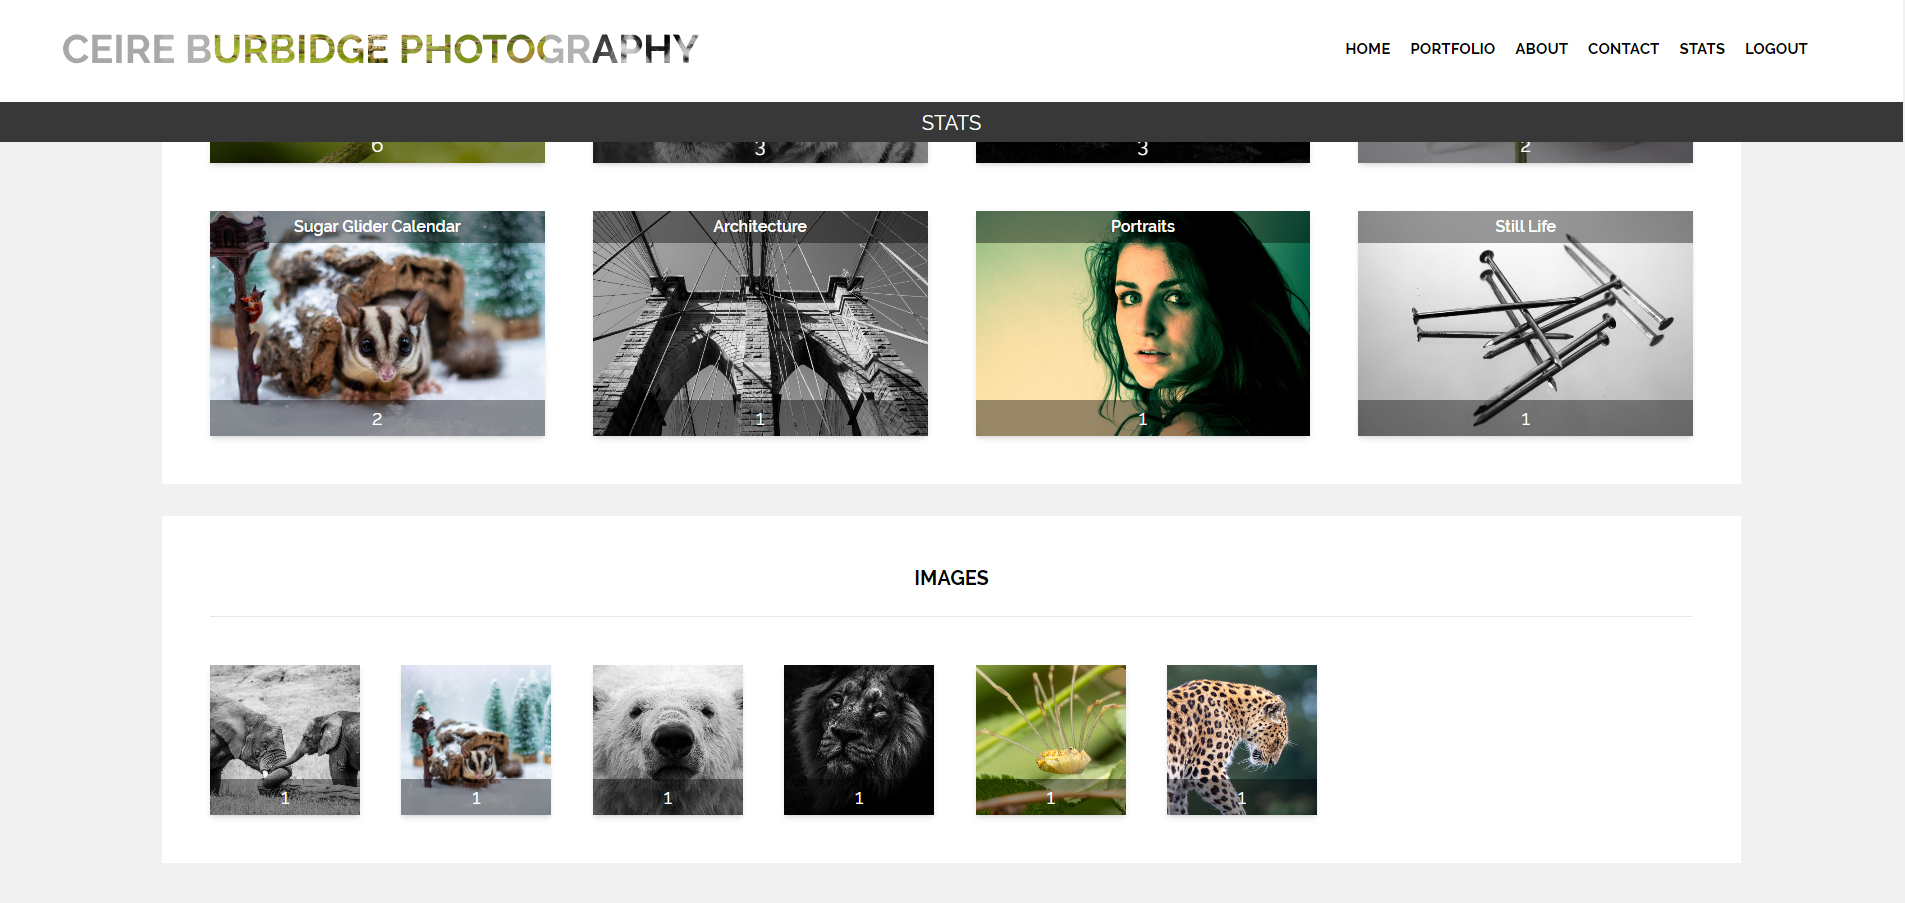 CEIRE BURBIDGE PHOTOGRAPHY
HOME PORTFOLIO ABOUT CONTACT STATS LOGOUT
STATS
6 3 3 2
Sugar Glider Calendar Architecture Portraits Still Life
2 1 1 1
IMAGES
1 1 1 1 1 1